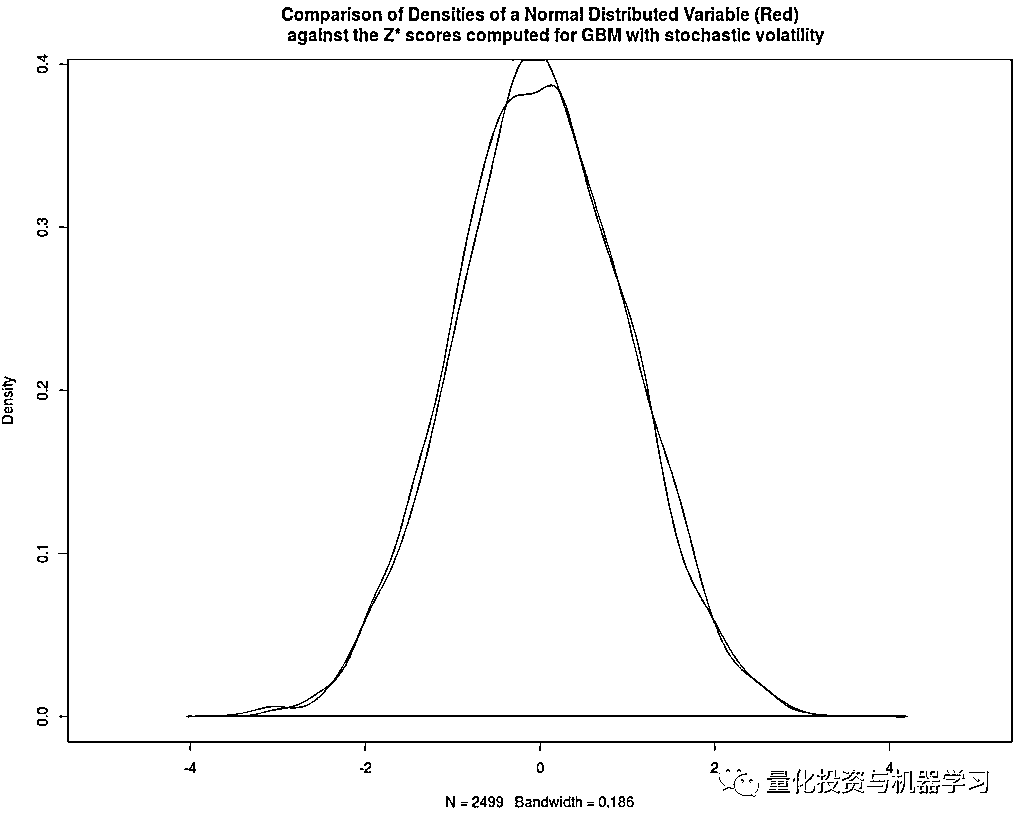 Comparison of Densities of a Normal Distributed Variable (Red)
against the Z* scores computed for GBM with stochastic volatility
Density
0.4
0.3
0.2
0.1
0.0
-4 -2 0 2 4
N = 2499 Bandwidth = 0.186
量化投资与机器学习